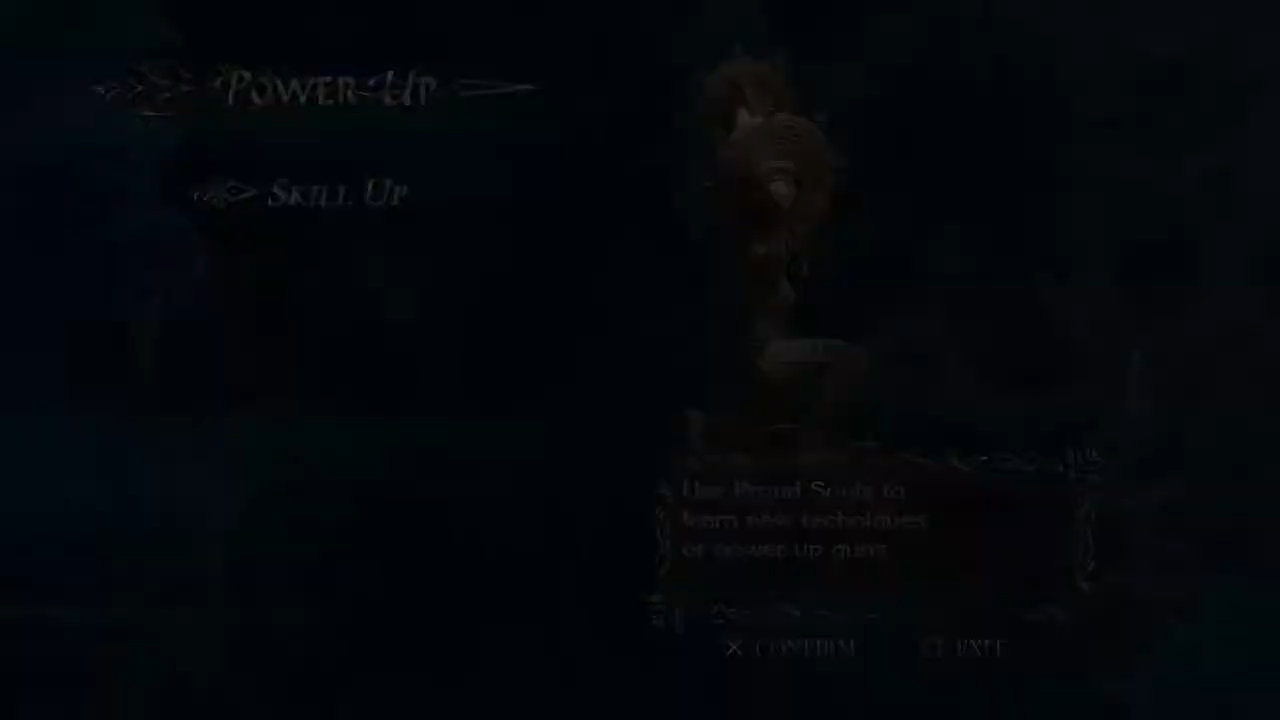 POWER-UP
SKILL UP
Use Proud Souls to
learn new techniques
or power-up guns.
X CONFIRM □ EXIT